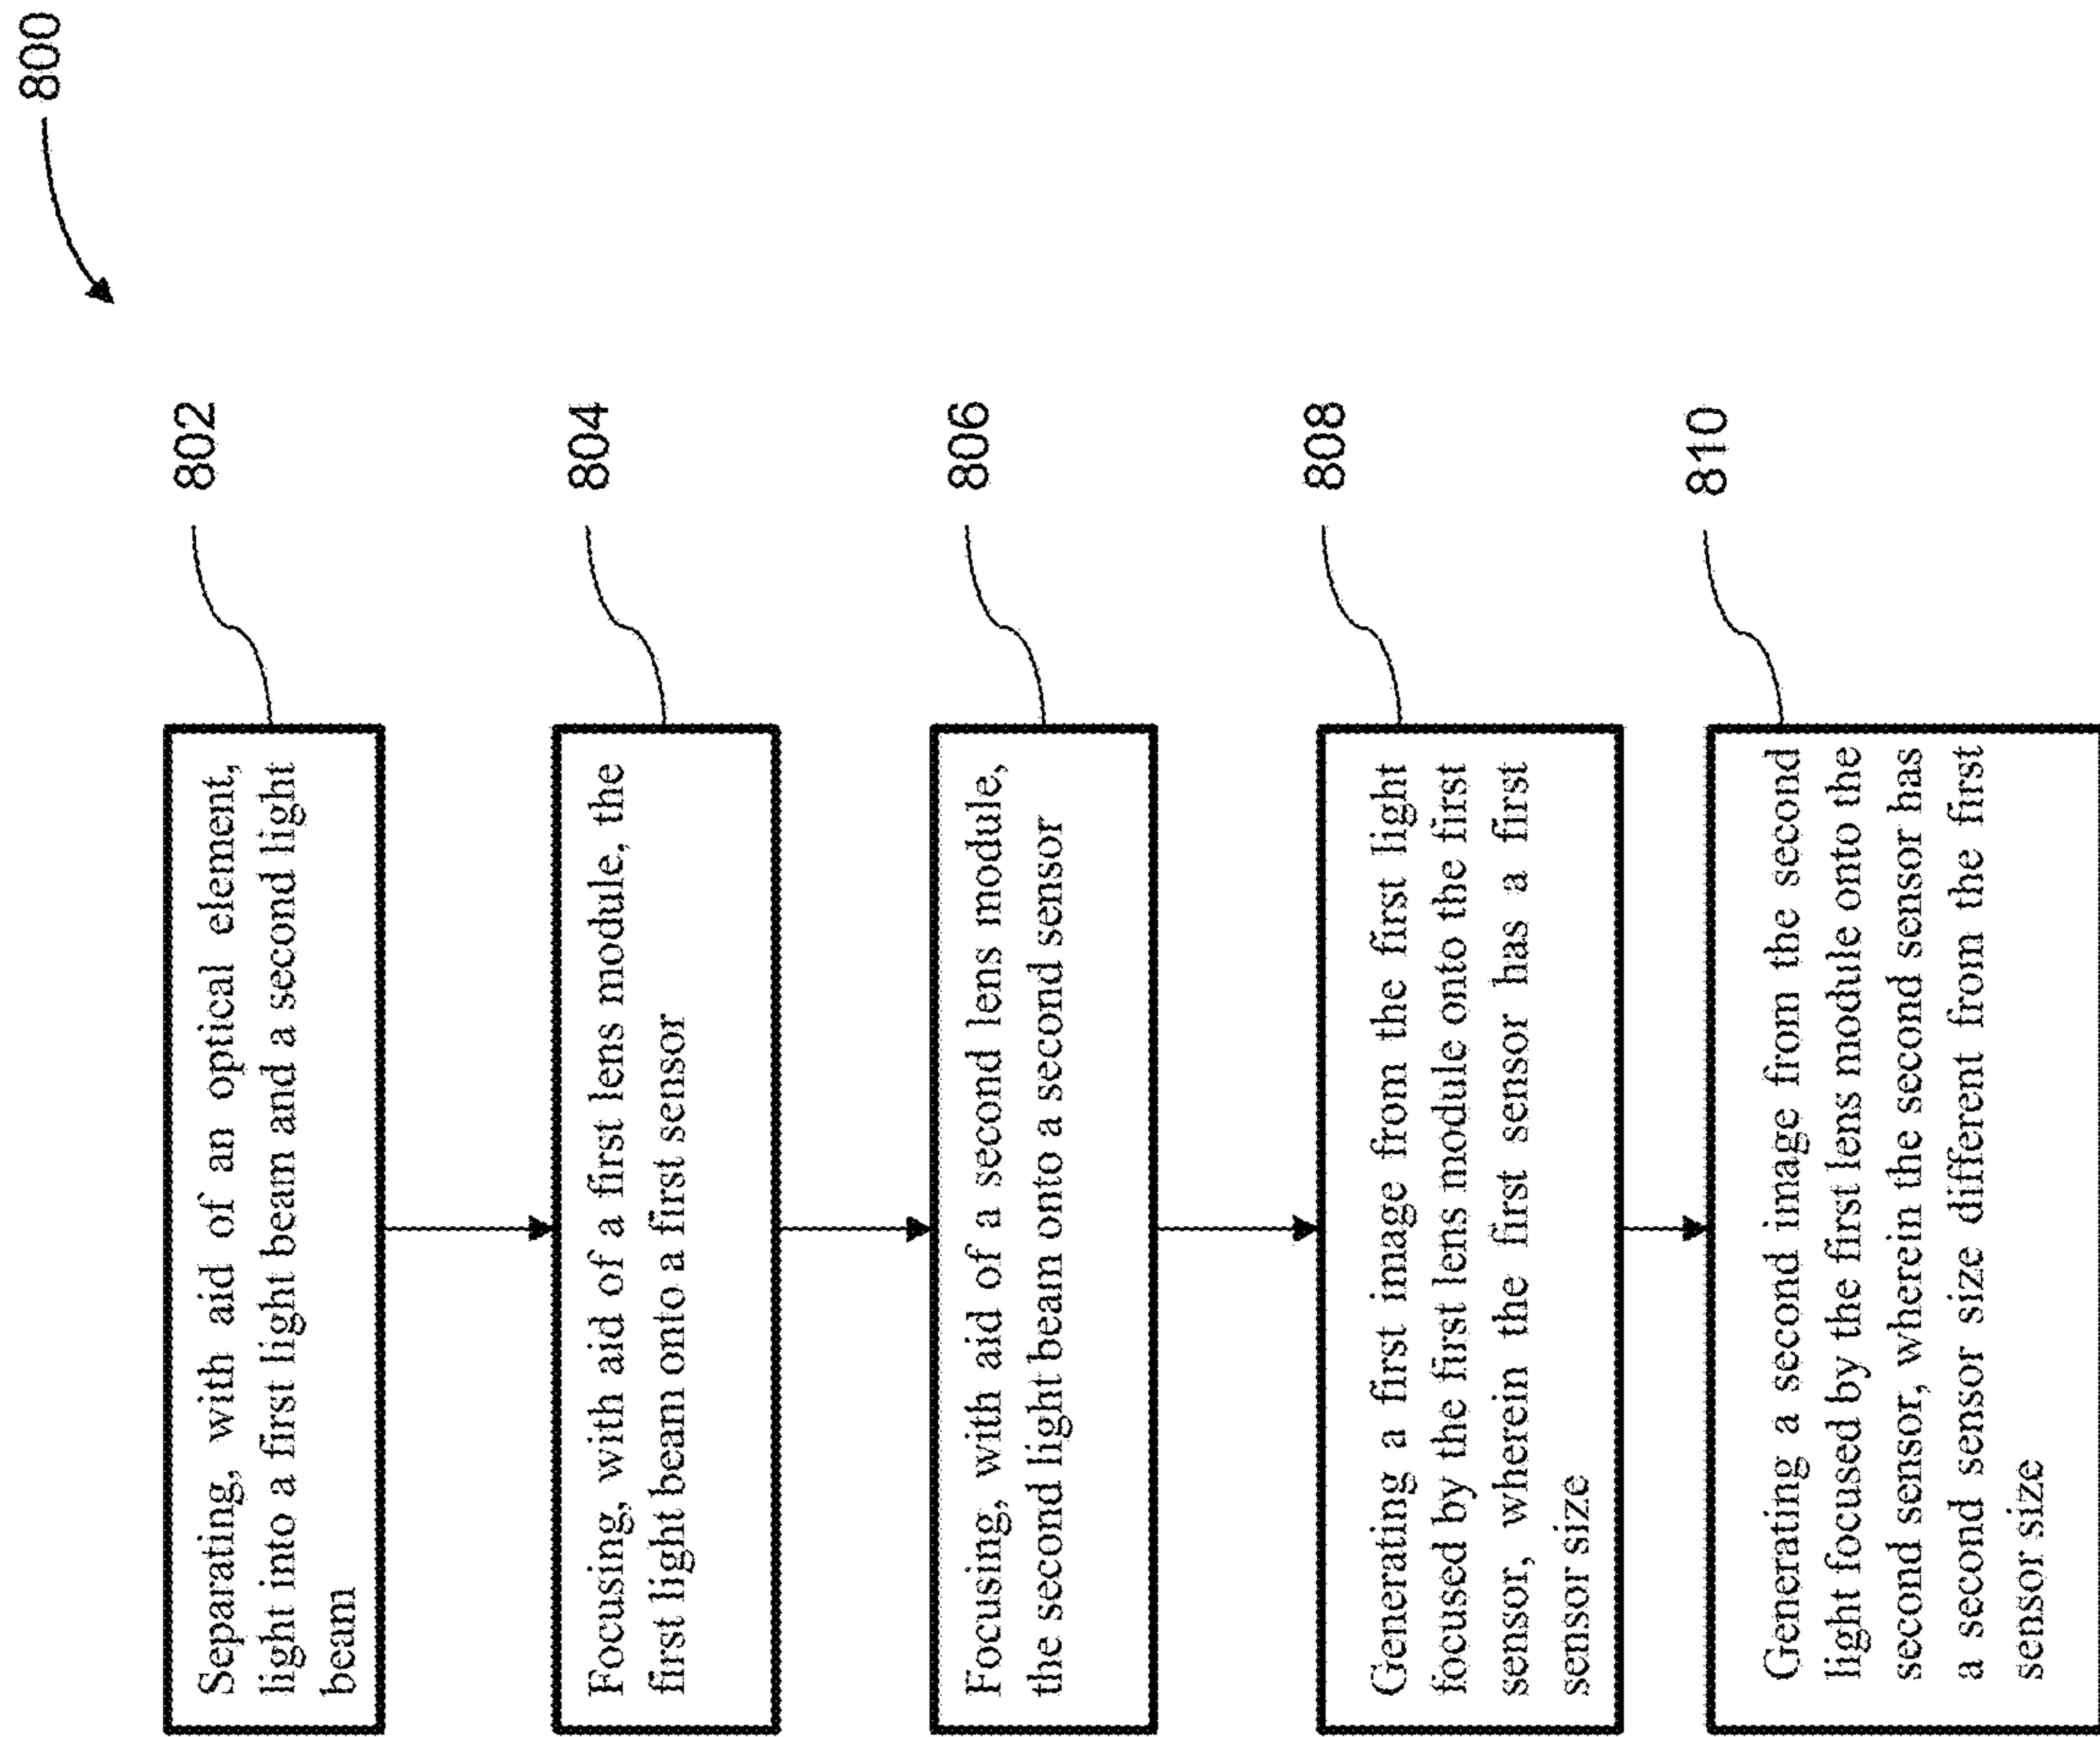 800
802
Separating, with aid of an optical element,
light into a first light beam and a second light
beam
804
Focusing, with aid of a first lens module, the
first light beam onto a first sensor
806
Focusing, with aid of a second lens module,
the second light beam onto a second sensor
808
Generating a first image from the first light
focused by the first lens module onto the first
sensor, wherein the first sensor has a first
sensor size
810
Generating a second image from the second
light focused by the first lens module onto the
second sensor, wherein the second sensor has
a second sensor size different from the first
sensor size